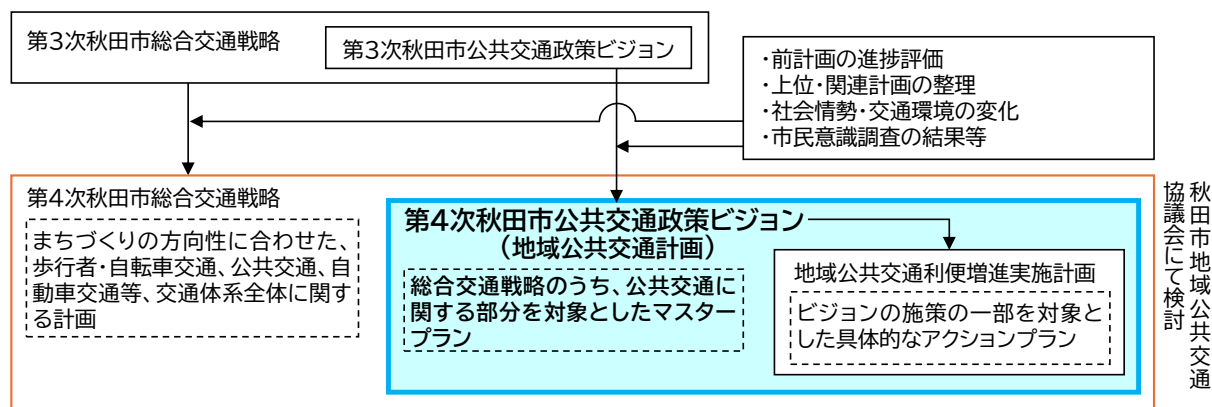 第3次秋田市総合交通戦略
第3次秋田市公共交通政策ビジョン
・前計画の進捗評価
・上位・関連計画の整理
・社会情勢・交通環境の変化
・市民意識調査の結果等
第4次秋田市総合交通戦略
まちづくりの方向性に合わせた、
歩行者・自転車交通、公共交通、自
動車交通等、交通体系全体に関す
る計画
第4次秋田市公共交通政策ビジョン
（地域公共交通計画）
総合交通戦略のうち、公共交通に
関する部分を対象としたマスター
プラン
地域公共交通利便増進実施計画
ビジョンの施策の一部を対象と
した具体的なアクションプラン
秋田市地域公共交通
協議会にて検討